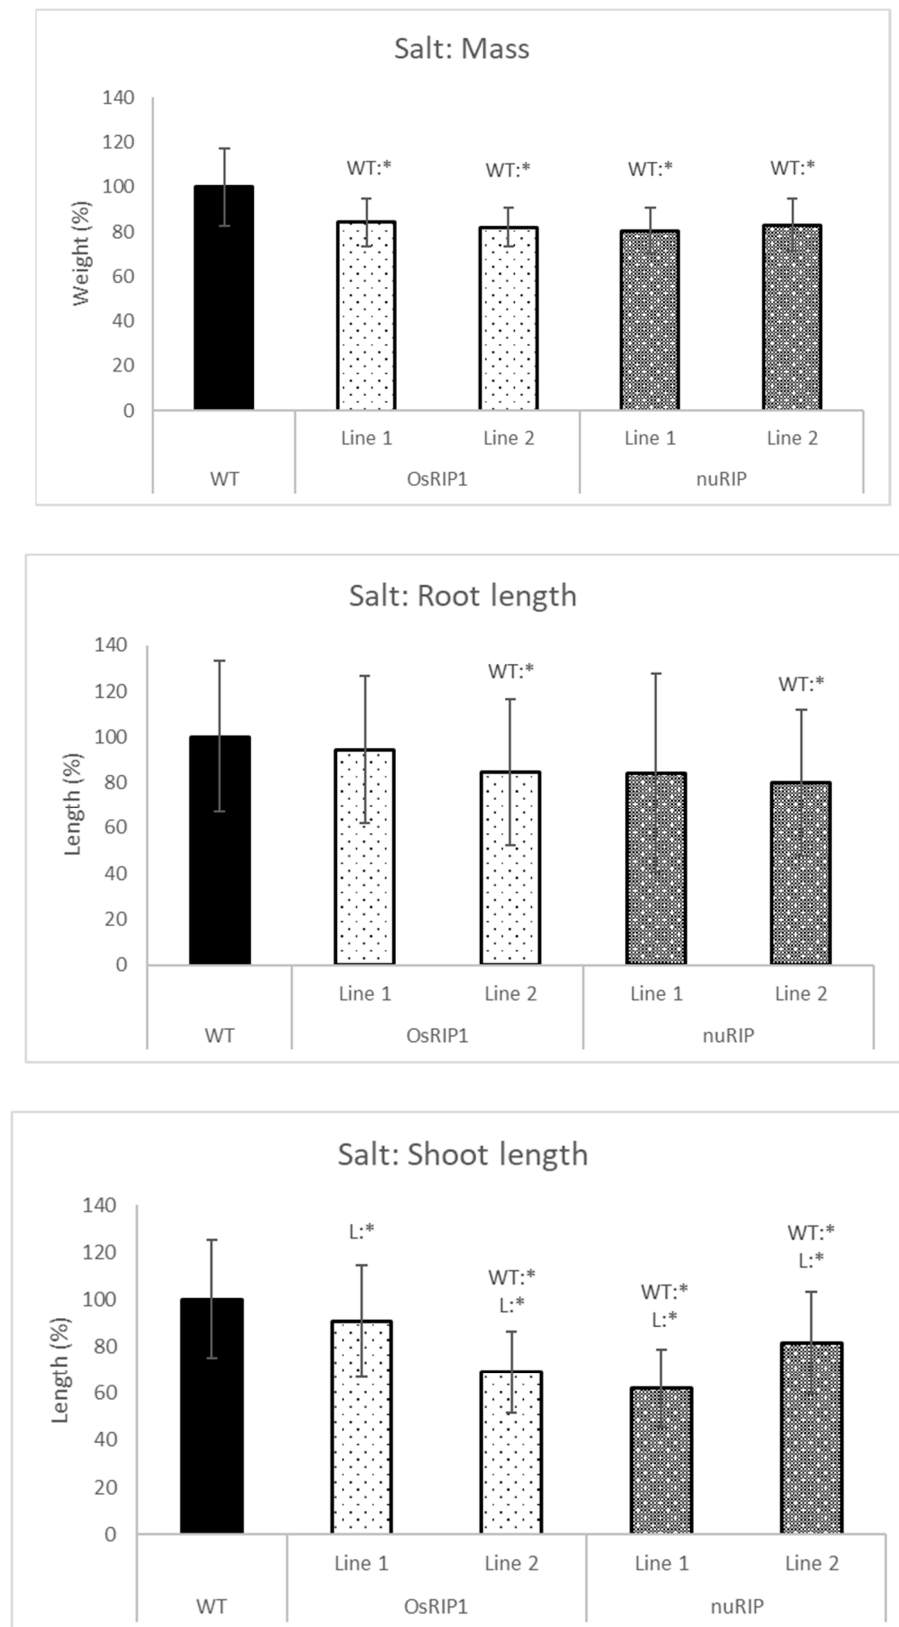 Salt: Mass
140
120
100
80
60
40
20
0
Weight (%)
WT:*
WT:*
WT:*
WT:*
Line 1
Line 2
Line 1
Line 2
WT
OsRIP1
nuRIP
Salt: Root length
140
120
100
80
60
40
20
0
Length (%)
WT:*
WT:*
Line 1
Line 2
Line 1
Line 2
WT
OsRIP1
nuRIP
Salt: Shoot length
140
120
100
80
60
40
20
0
Length (%)
L:*
WT:*
L:*
WT:*
L:*
WT:*
L:*
Line 1
Line 2
Line 1
Line 2
WT
OsRIP1
nuRIP